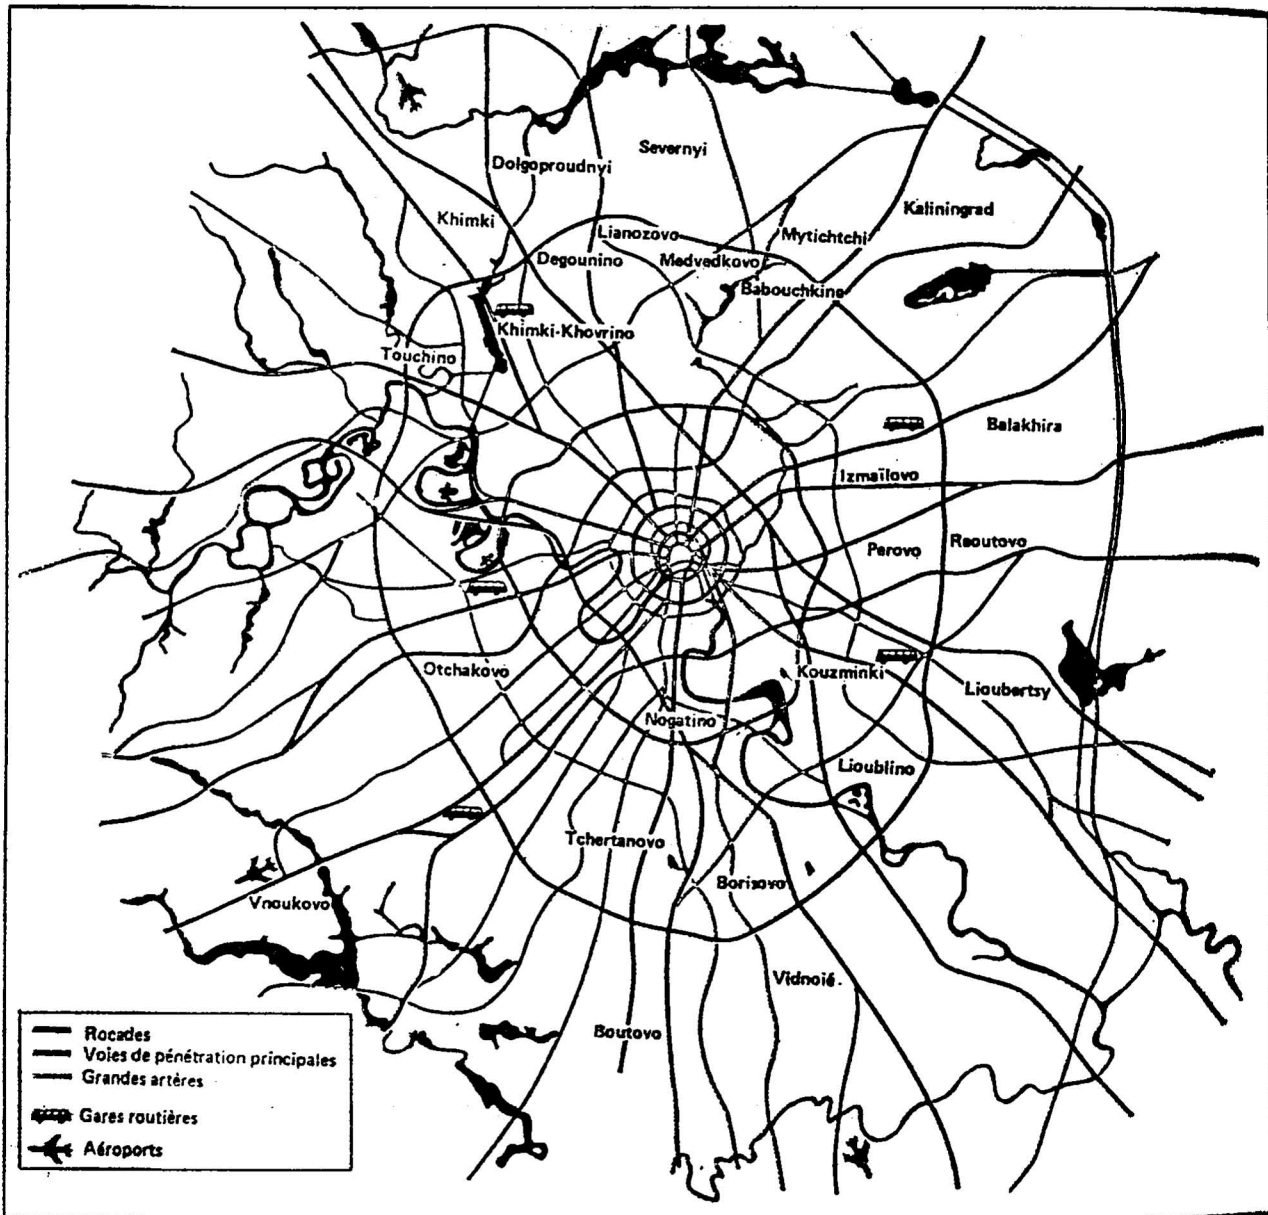 Severnyi
Dolgoproudnyi
Kaliningrad
Khimki
Lianozovo
Mytichtchi
Degounino
Medvedkovo
Babouchkine
Khimki-Khovrino
Touchino
Balakhira
Izmaïlovo
Perovo
Reoutovo
Otchakovo
Kouzminki
Lioubertsy
Nogatino
Lioublino
Tchertanovo
Borisovo
Vnoukovo
Vidnoié
Boutovo
Rocades
Voies de pénétration principales
Grandes artères
Gares routières
Aéroports